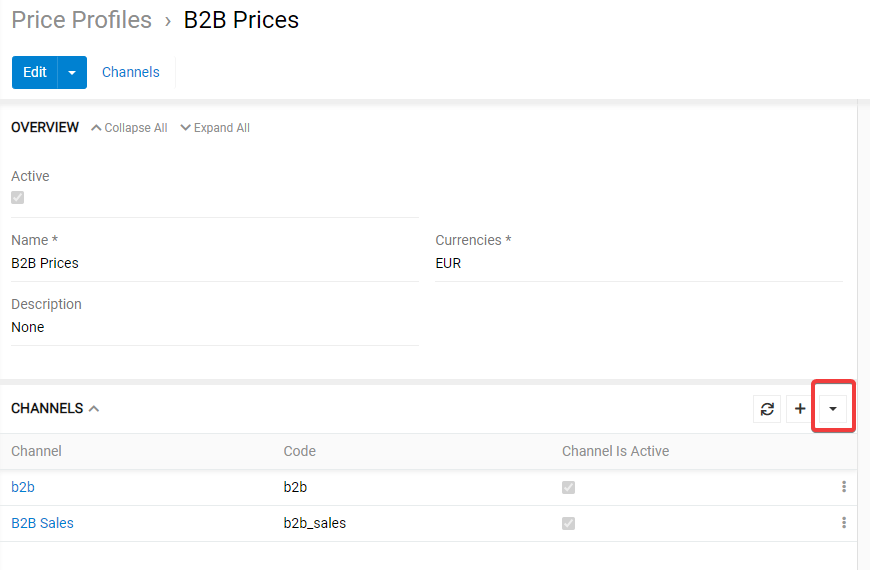 Price Profiles › B2B Prices
Edit Channels
OVERVIEW Collapse All Expand All
Active
Name * Currencies *
B2B Prices EUR
Description
None
CHANNELS
Channel Code Channel Is Active
b2b b2b
B2B Sales b2b_sales